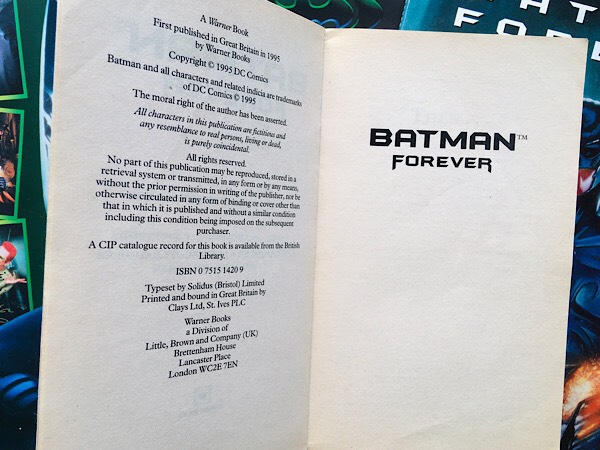 A Warner Book
First published in Great Britain in 1995
by Warner Books
Copyright © 1995 DC Comics
Batman and all characters and related indicia are trademarks
of DC Comics © 1995
The moral right of the author has been asserted.
All characters in this publication are fictitious and
any resemblance to real persons, living or dead,
is purely coincidental.
All rights reserved.
No part of this publication may be reproduced, stored in a
retrieval system or transmitted, in any form or by any means,
without the prior permission in writing of the publisher, nor be
otherwise circulated in any form of binding or cover other than
that in which it is published and without a similar condition
including this condition being imposed on the subsequent
purchaser.
A CIP catalogue record for this book is available from the British
Library.
ISBN 0 7515 1420 9
Typeset by Solidus (Bristol) Limited
Printed and bound in Great Britain by
Clays Ltd, St. Ives PLC
Warner Books
a Division of
Little, Brown and Company (UK)
Brettenham House
Lancaster Place
London WC2E 7EN
BATMAN™
FOREVER